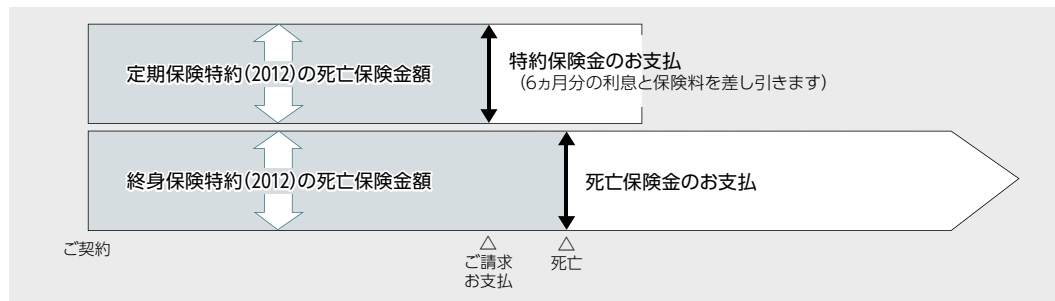 定期保険特約(2012)の死亡保険金額
特約保険金のお支払
(6ヵ月分の利息と保険料を差し引きます)
終身保険特約(2012)の死亡保険金額
死亡保険金のお支払
ご契約
△
ご請求
お支払
△
死亡